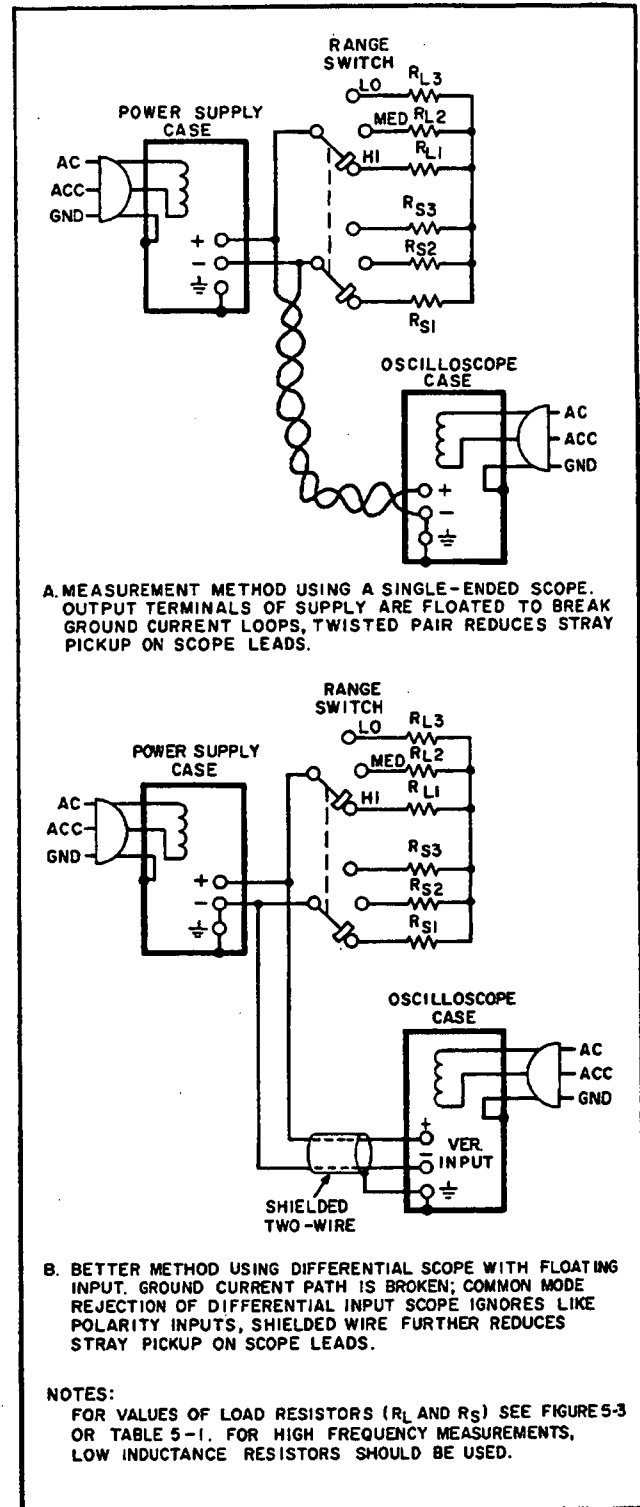 RANGE
SWITCH
LO RL3
POWER SUPPLY
CASE
MED RL2
AC
HI RL1
ACC
GND
RS3
+
RS2
-
RS1
OSCILLOSCOPE
CASE
AC
ACC
GND
+
-
A. MEASUREMENT METHOD USING A SINGLE-ENDED SCOPE.
OUTPUT TERMINALS OF SUPPLY ARE FLOATED TO BREAK
GROUND CURRENT LOOPS, TWISTED PAIR REDUCES STRAY
PICKUP ON SCOPE LEADS.
RANGE
SWITCH
LO RL3
POWER SUPPLY
CASE
MED RL2
AC
HI RL1
ACC
GND
RS3
+
RS2
-
RS1
OSCILLOSCOPE
CASE
AC
ACC
GND
+
VER.
- INPUT
SHIELDED
TWO-WIRE
B. BETTER METHOD USING DIFFERENTIAL SCOPE WITH FLOATING
INPUT. GROUND CURRENT PATH IS BROKEN; COMMON MODE
REJECTION OF DIFFERENTIAL INPUT SCOPE IGNORES LIKE
POLARITY INPUTS, SHIELDED WIRE FURTHER REDUCES
STRAY PICKUP ON SCOPE LEADS.
NOTES:
FOR VALUES OF LOAD RESISTORS (RL AND RS) SEE FIGURE 5-3
OR TABLE 5-1. FOR HIGH FREQUENCY MEASUREMENTS,
LOW INDUCTANCE RESISTORS SHOULD BE USED.